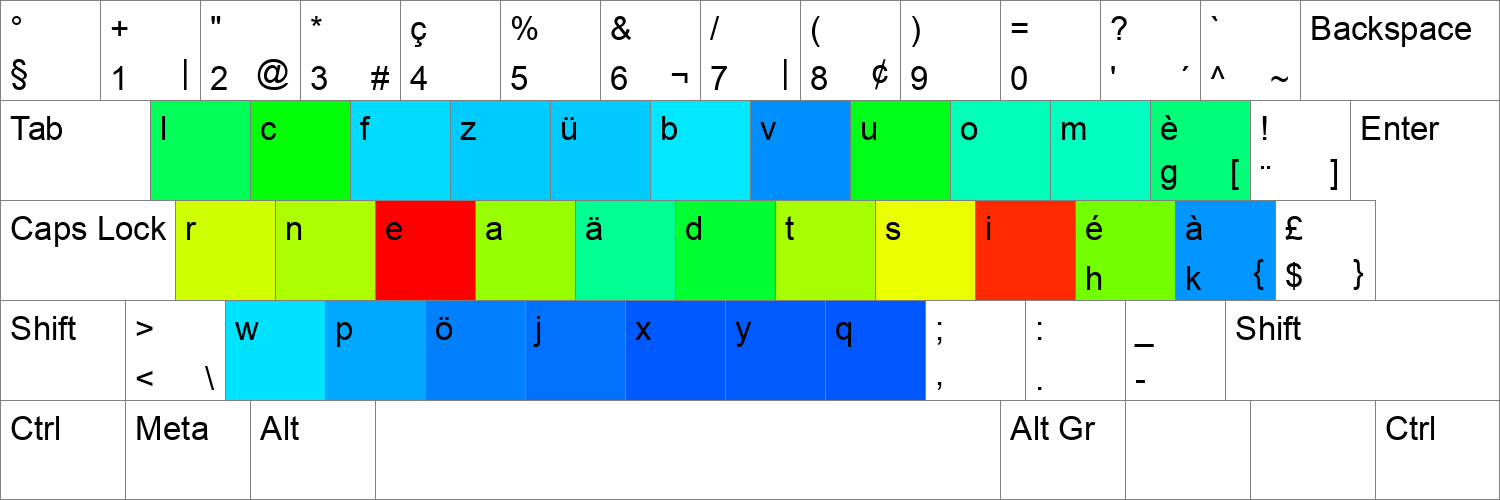 ° + " * ç % & / ( ) = ? ` Backspace
§ 1 | 2 @ 3 # 4 5 6 ¬ 7 | 8 ¢ 9 0 ' ´ ^ ~
Tab l c f z ü b v u o m è ! Enter
g [ ¨ ]
Caps Lock r n e a ä d t s i é à £
h k { $ }
Shift > w p ö j x y q ; : _ Shift
< \ , . -
Ctrl Meta Alt Alt Gr Ctrl